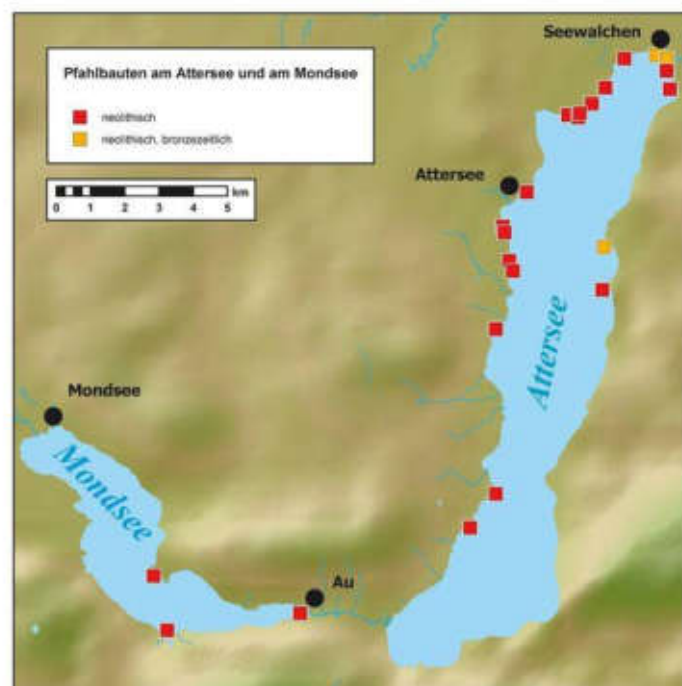 Seewalchen
Pfahlbauten am Attersee und am Mondsee
neolithisch
neolithisch, bronzezeitlich
km
0 1 2 3 4 5
Attersee
Attersee
Mondsee
Mondsee
Au